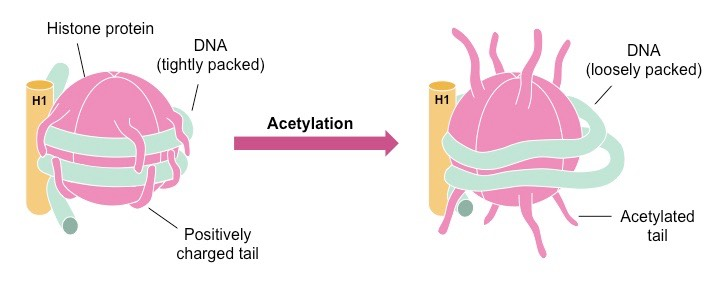 Histone protein
DNA
(tightly packed)
H1
Positively
charged tail
Acetylation
DNA
(loosely packed)
H1
Acetylated
tail